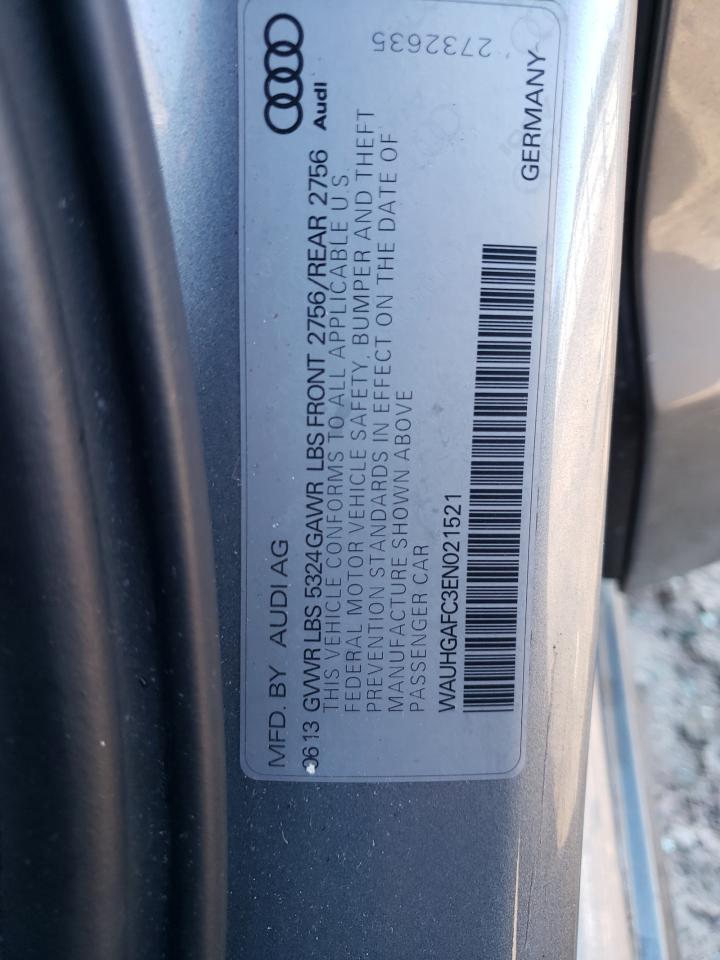 MFD. BY AUDI AG
0613 GVWR LBS 5324 GAWR LBS FRONT 2756/REAR 2756
THIS VEHICLE CONFORMS TO ALL APPLICABLE U.S.
FEDERAL MOTOR VEHICLE SAFETY, BUMPER AND THEFT
PREVENTION STANDARDS IN EFFECT ON THE DATE OF
MANUFACTURE SHOWN ABOVE
PASSENGER CAR
WAUHGAFC3EN021521
Audi
GERMANY
2732635